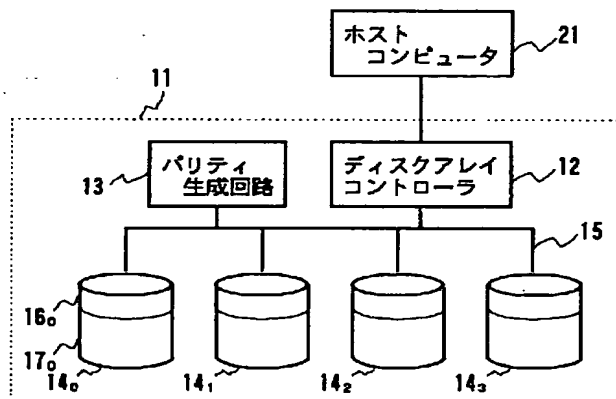 ホスト
コンピュータ
21
11
パリティ
生成回路
13
ディスクアレイ
コントローラ
12
15
16₀
17₀
14₀
14₁
14₂
14₃